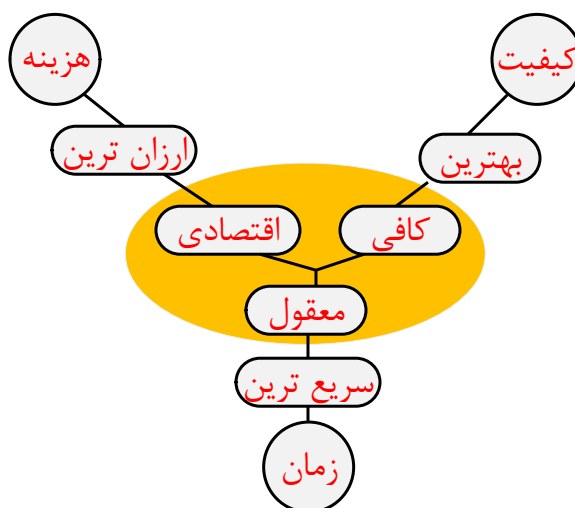 کیفیت
هزینه
بهترین
ارزان ترین
کافی
اقتصادی
معقول
سریع ترین
زمان